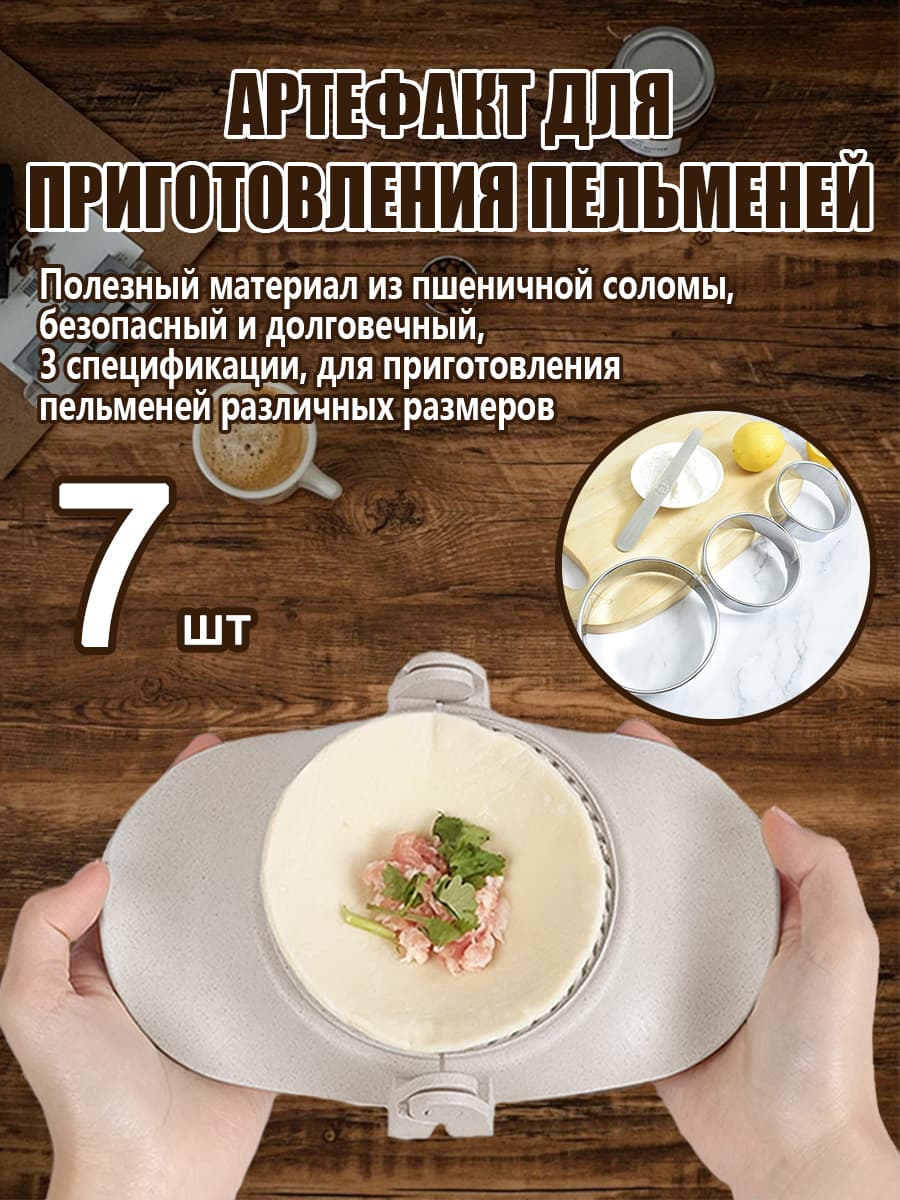 АРТЕФАКТ ДЛЯ
ПРИГОТОВЛЕНИЯ ПЕЛЬМЕНЕЙ
Полезный материал из пшеничной соломы,
безопасный и долговечный,
3 спецификации, для приготовления
пельменей различных размеров
7 шт